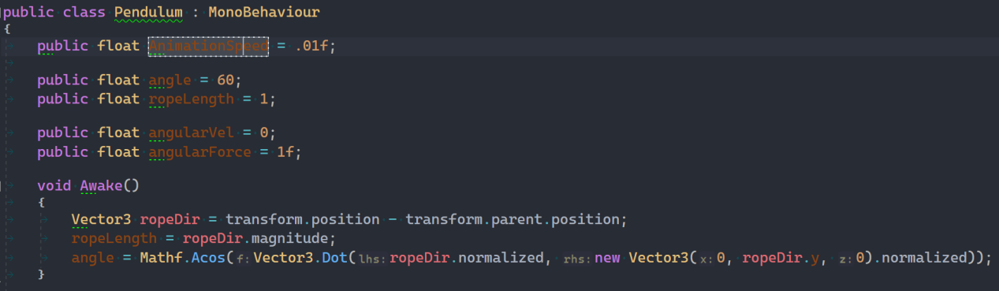 public class Pendulum : MonoBehaviour
{
public float AnimationSpeed = .01f;
public float angle = 60;
public float ropeLength = 1;
public float angularVel = 0;
public float angularForce = 1f;
void Awake()
{
Vector3 ropeDir = transform.position - transform.parent.position;
ropeLength = ropeDir.magnitude;
angle = Mathf.Acos(f:Vector3.Dot(lhs:ropeDir.normalized, rhs:new Vector3(x:0, ropeDir.y, z:0).normalized));
}